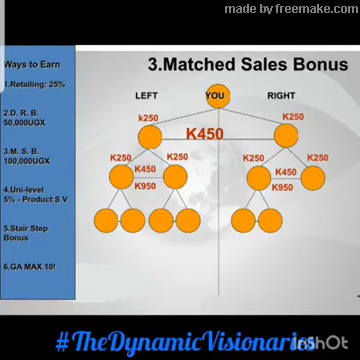 made by freemake.com
Ways to Earn
1.Retailing: 25%
2.D. R. B.
50,000UGX
3.M. S. B.
100,000UGX
4.Uni-level
5% - Product S V
5.Stair Step
Bonus
6.GA MAX 10!
3.Matched Sales Bonus
LEFT
YOU
RIGHT
k250
K250
K450
K250
K250
K250
K250
K450
K450
K950
K950
#TheDynamicVisionaries
InShOt